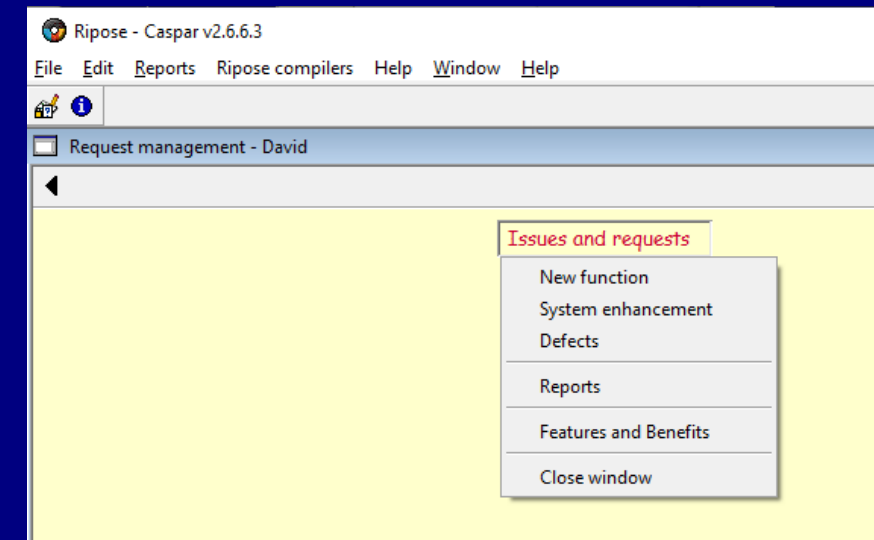 Ripose - Caspar v2.6.6.3
File Edit Reports Ripose compilers Help Window Help
Request management - David
Issues and requests
New function
System enhancement
Defects
Reports
Features and Benefits
Close window